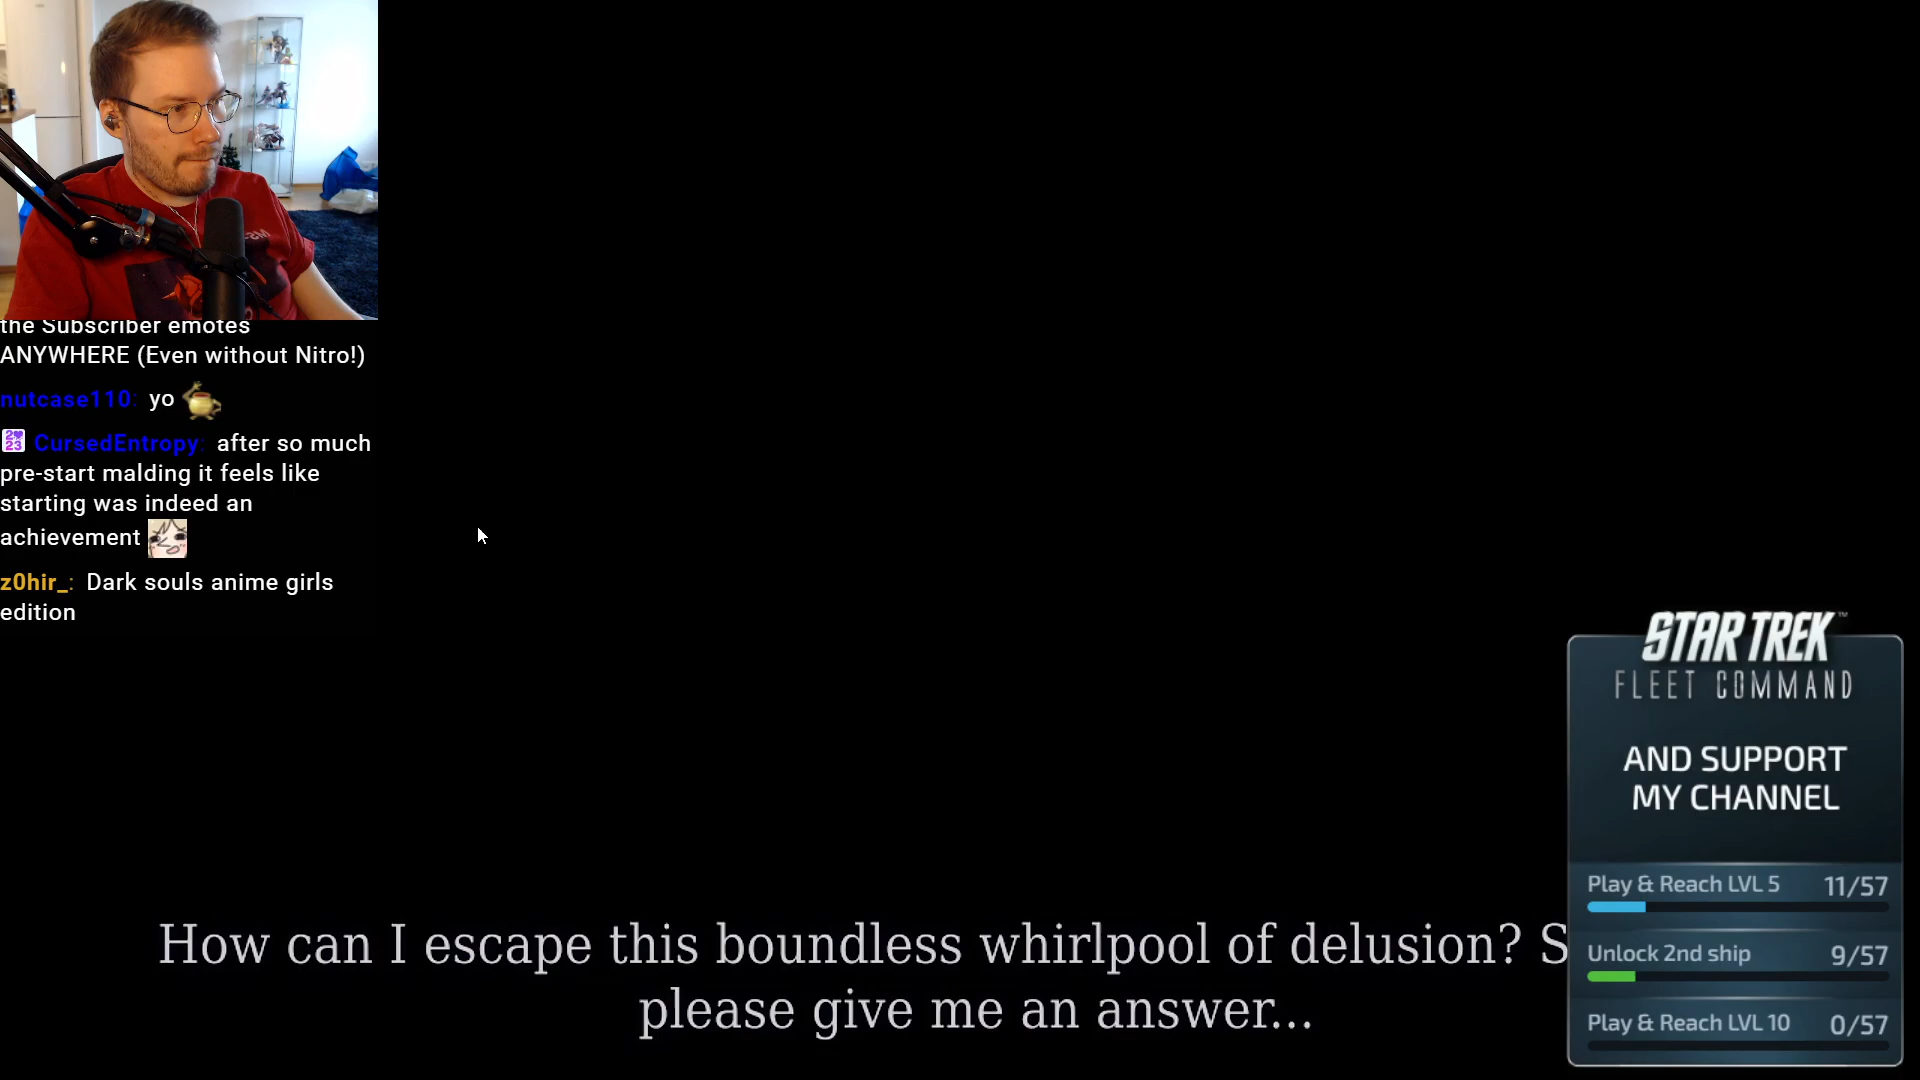 the Subscriber emotes
ANYWHERE (Even without Nitro!)
nutcase110: yo
CursedEntropy: after so much
pre-start malding it feels like
starting was indeed an
achievement
z0hir_: Dark souls anime girls
edition
STAR TREK™
FLEET COMMAND
AND SUPPORT
MY CHANNEL
Play & Reach LVL 5 11/57
Unlock 2nd ship 9/57
Play & Reach LVL 10 0/57
How can I escape this boundless whirlpool of delusion? S
please give me an answer...